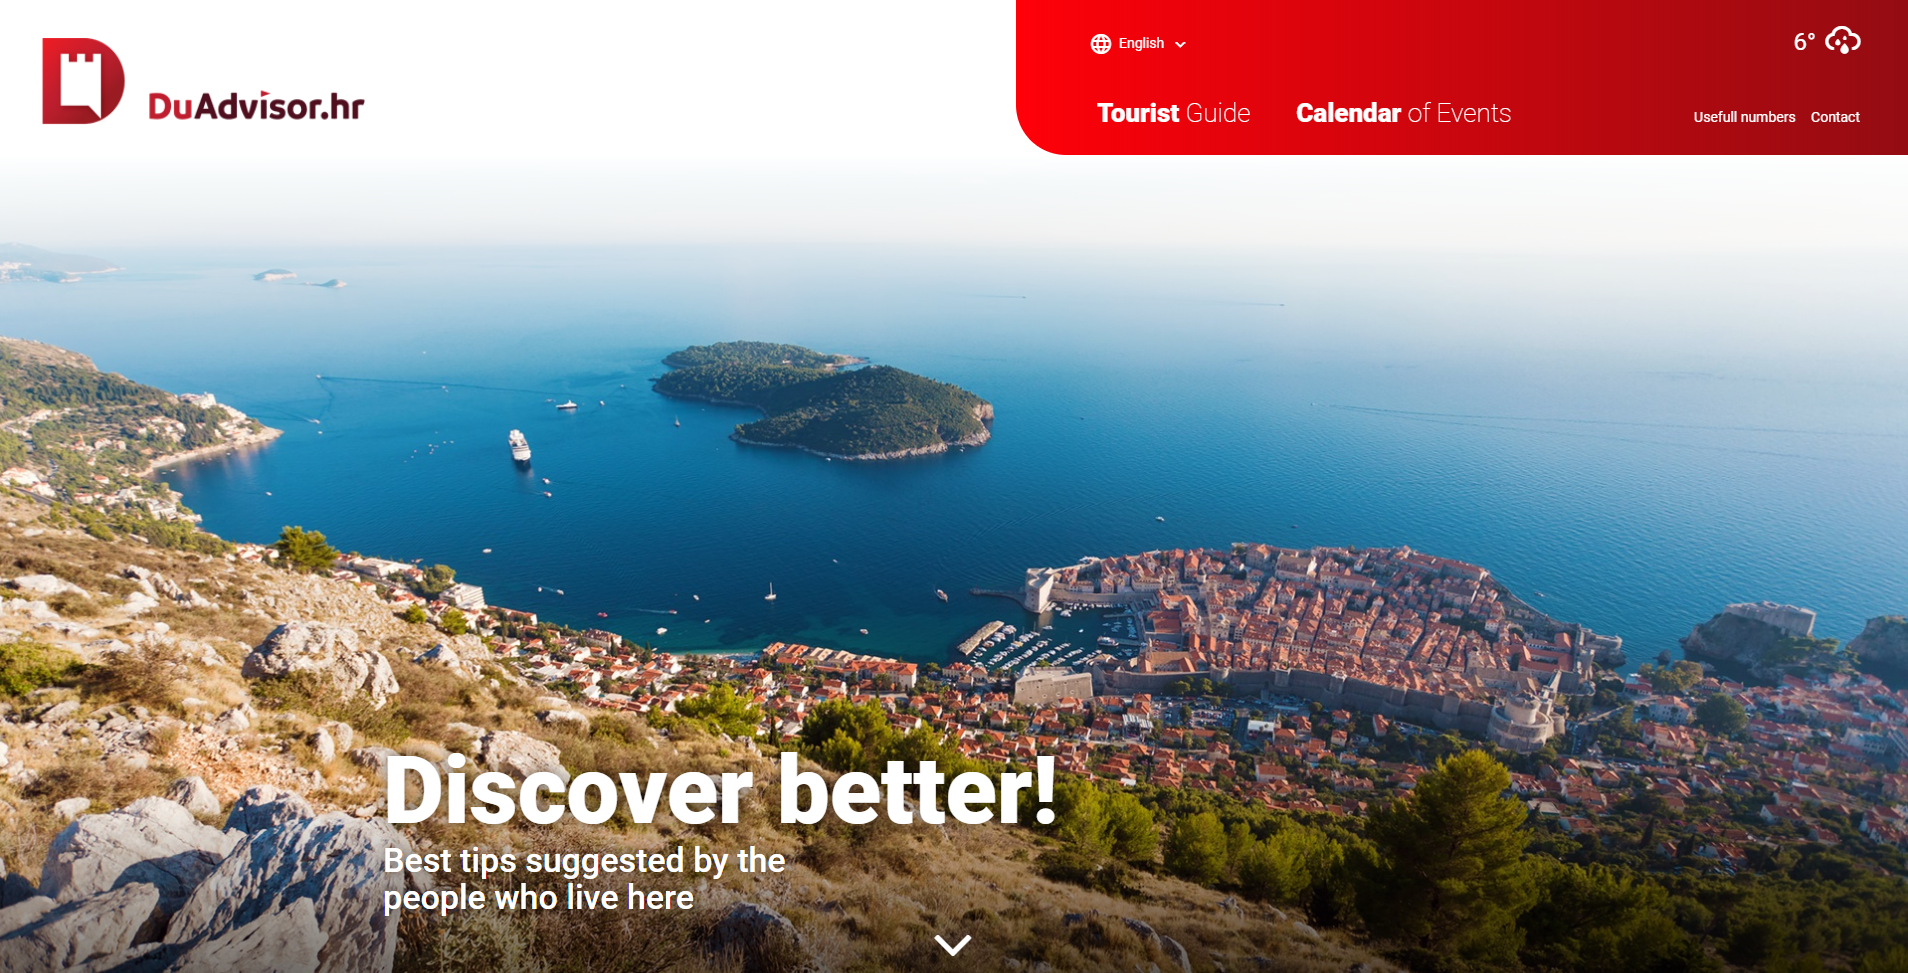 DuAdvisor.hr
English
6°
Tourist Guide
Calendar of Events
Usefull numbers
Contact
Discover better!
Best tips suggested by the
people who live here